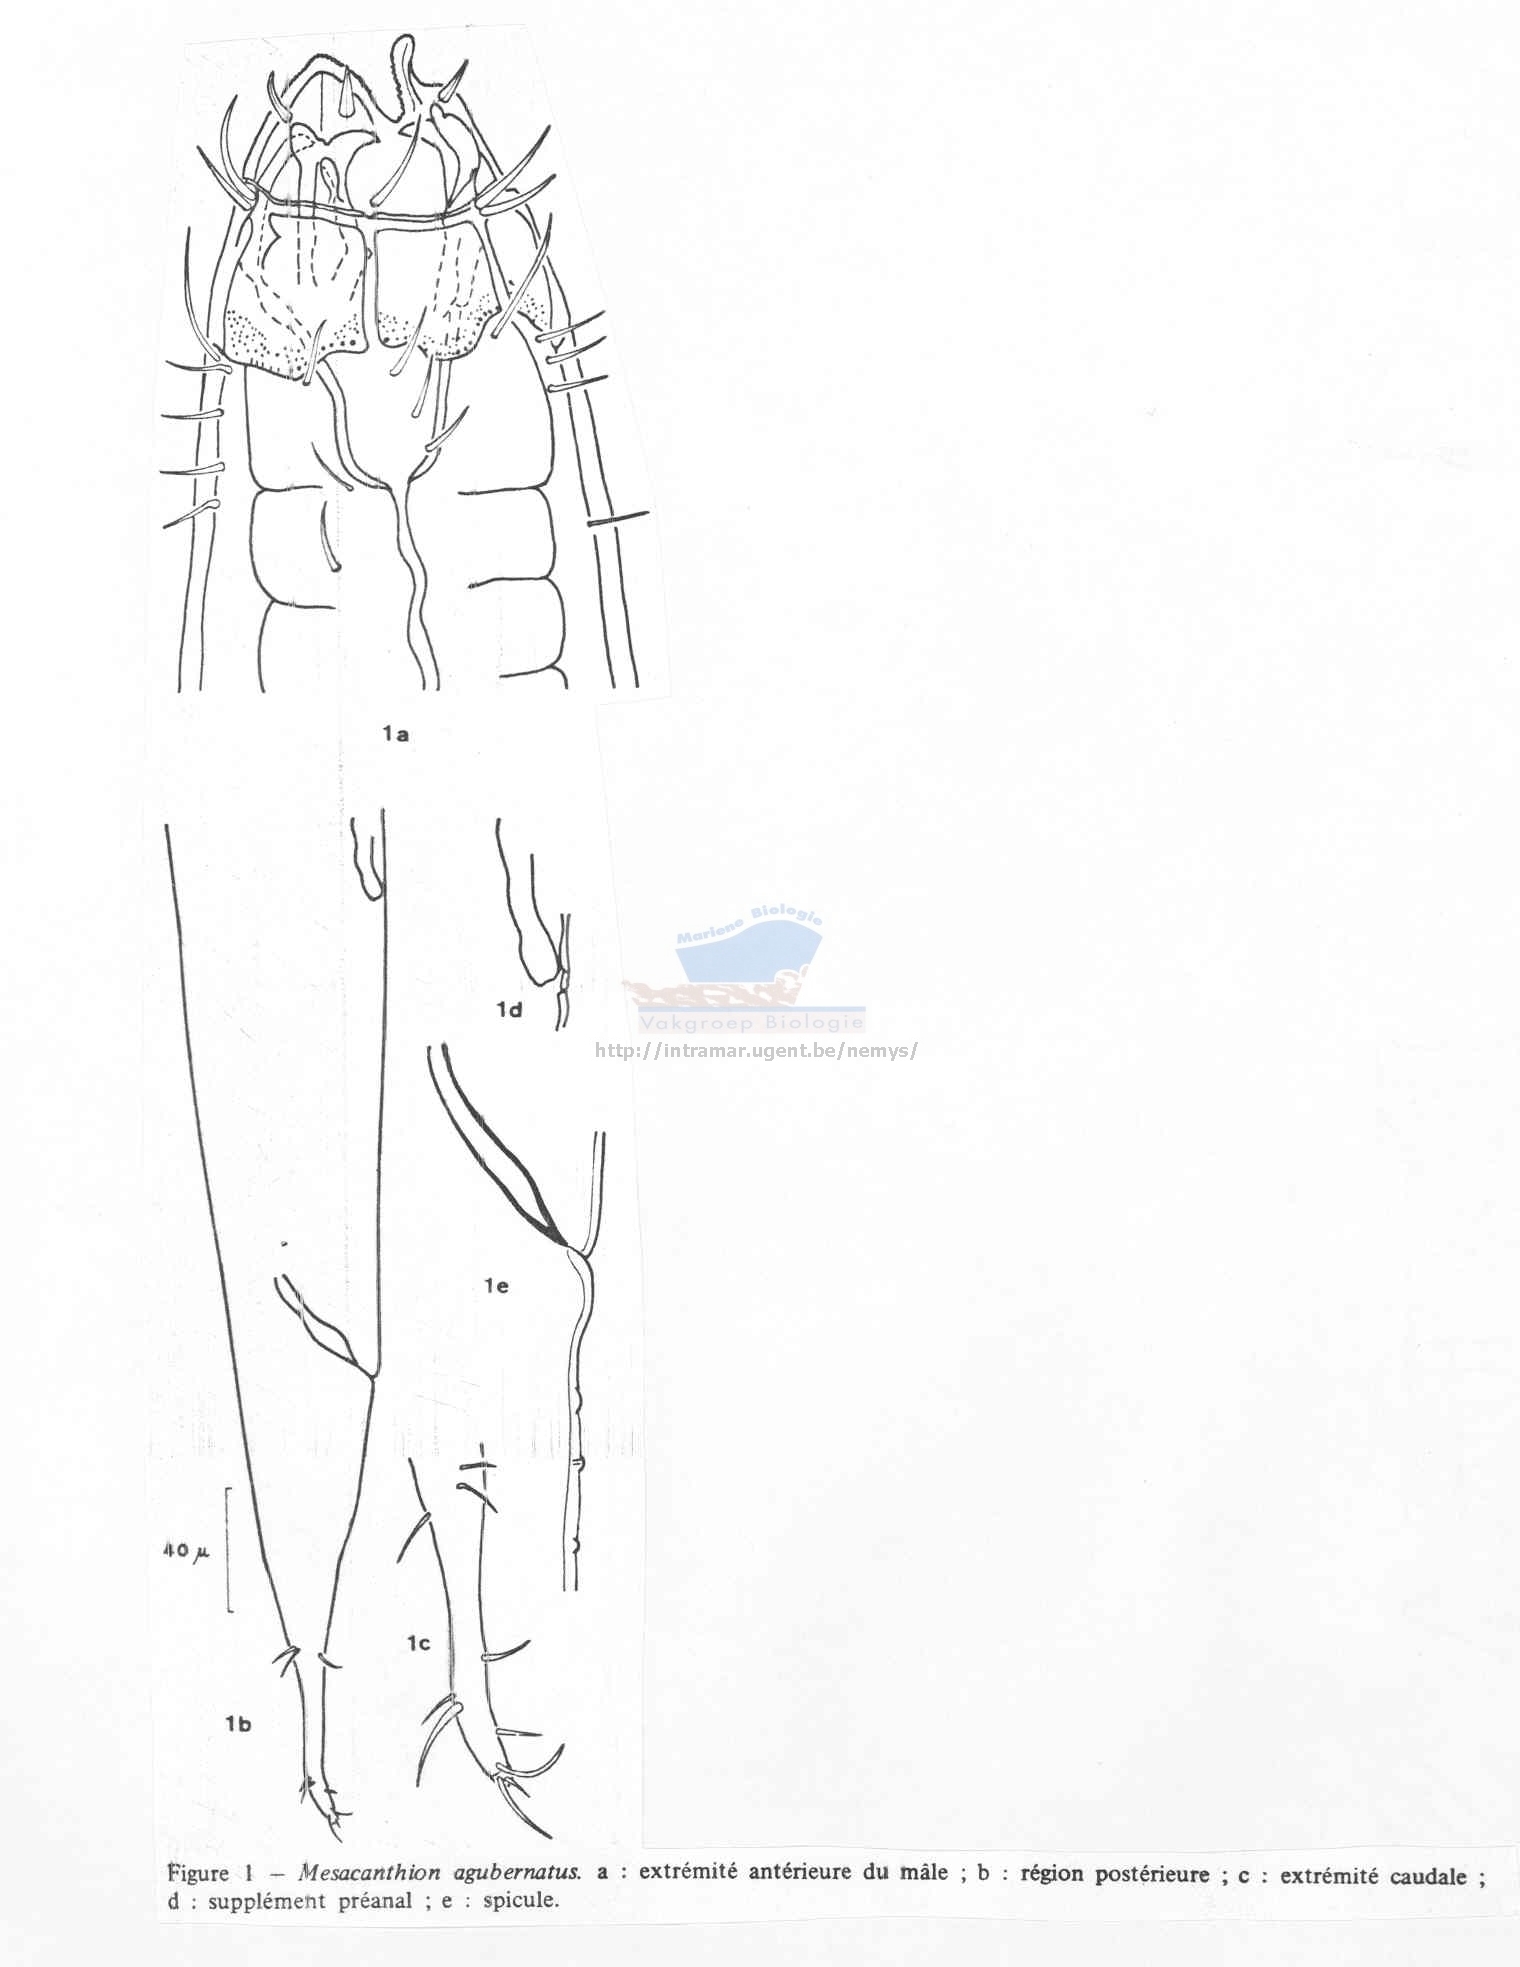 1a
Mariene Biologie
1d
Vakgroep Biologie
http://intramar.ugent.be/nemys/
1e
40 µ
1c
1b
Figure 1 — Mesacanthion agubernatus. a : extrémité antérieure du mâle ; b : région postérieure ; c : extrémité caudale ;
d : supplément préanal ; e : spicule.